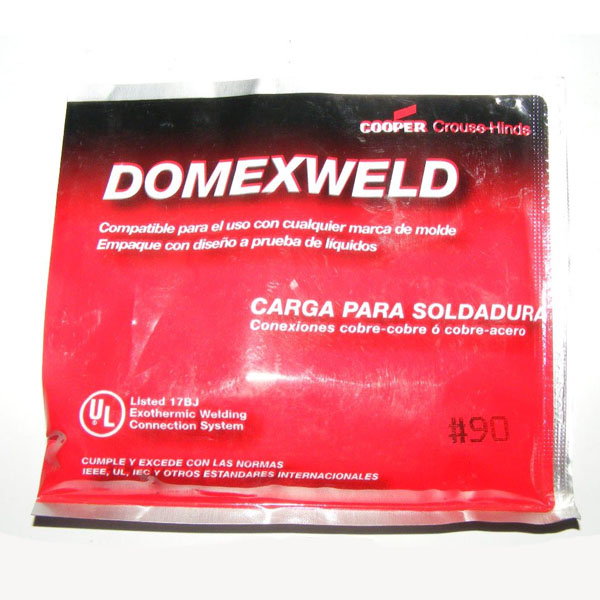 COOPER Crouse-Hinds
DOMEXWELD
Compatible para el uso con cualquier marca de molde
Empaque con diseño a prueba de líquidos
CARGA PARA SOLDADURA
Conexiones cobre-cobre ó cobre-acero
UL
Listed 17BJ
Exothermic Welding
Connection System
#90
CUMPLE Y EXCEDE CON LAS NORMAS
IEEE, UL, IEC Y OTROS ESTANDARES INTERNACIONALES